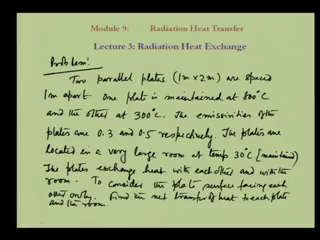 Module 9: Radiation Heat Transfer
Lecture 3: Radiation Heat Exchange
Problem:
Two parallel plates (1m x 2m) are spaced
1m apart. One plate is maintained at 800°C
and the other at 300°C. The emissivities of the
plates are 0.3 and 0.5 respectively. The plates are
located in a very large room at temp 30°C [maintained]
The plates exchange heat with each other and with the
room. To consider the plate surface facing each
other only. Find the net transfer of heat to each plate
and the room.